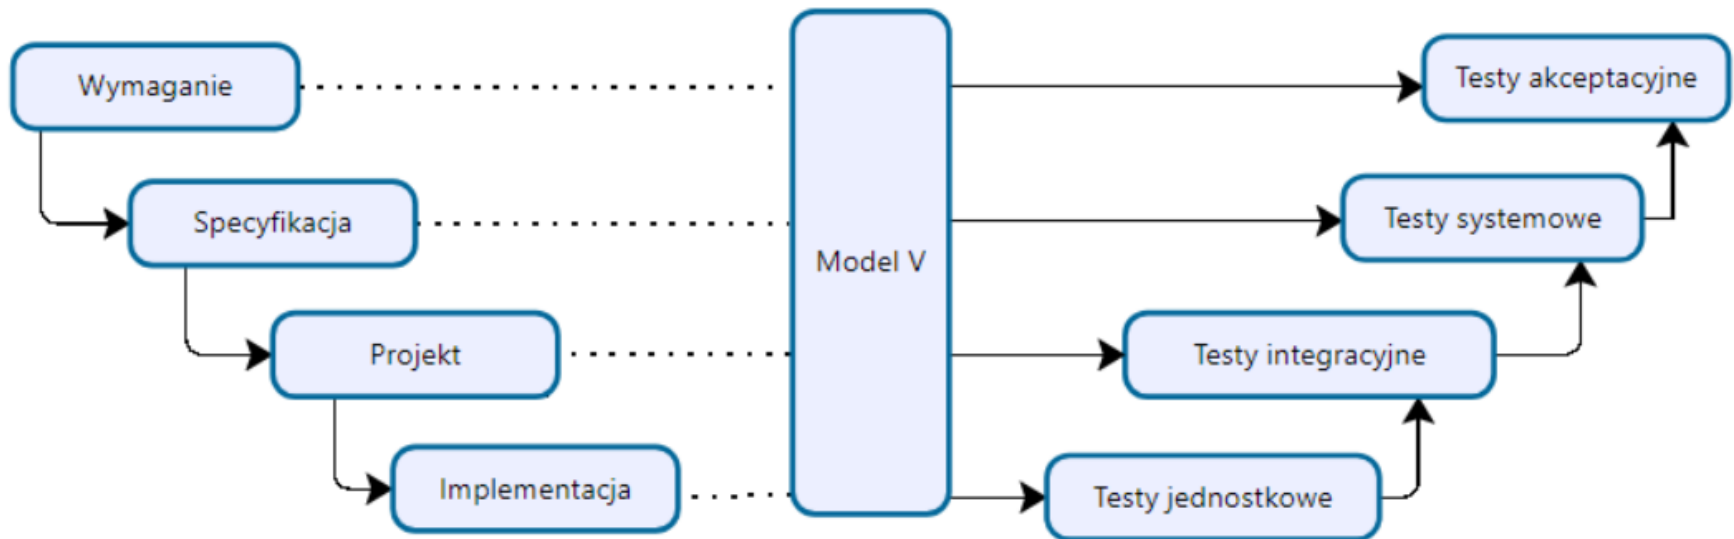 Wymaganie
Testy akceptacyjne
Specyfikacja
Testy systemowe
Model V
Projekt
Testy integracyjne
Implementacja
Testy jednostkowe